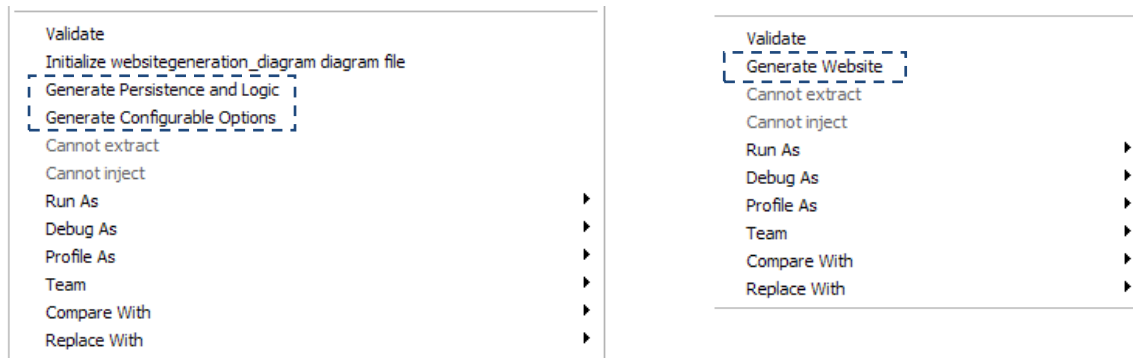 Validate
Initialize websitegeneration_diagram diagram file
Generate Persistence and Logic
Generate Configurable Options
Cannot extract
Cannot inject
Run As
Debug As
Profile As
Team
Compare With
Replace With
Validate
Generate Website
Cannot extract
Cannot inject
Run As
Debug As
Profile As
Team
Compare With
Replace With